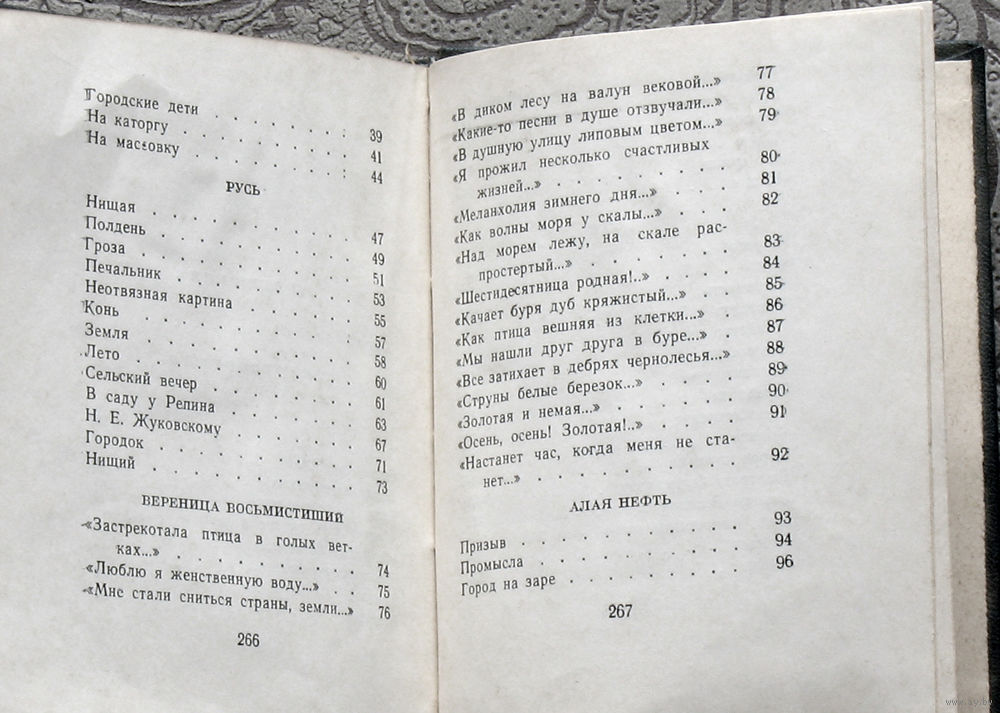 Городские дети . . . . . . . 39
На каторгу . . . . . . . . 41
На массовку . . . . . . . . 44
РУСЬ
Нищая . . . . . . . . . . 47
Полдень . . . . . . . . . 49
Гроза . . . . . . . . . . 51
Печальник . . . . . . . . 53
Неотвязная картина . . . . . 55
Конь . . . . . . . . . . 57
Земля . . . . . . . . . . 58
Лето . . . . . . . . . . 60
Сельский вечер . . . . . . . 61
В саду у Репина . . . . . . 63
Н. Е. Жуковскому . . . . . . 67
Городок . . . . . . . . . 71
Нищий . . . . . . . . . . 73
ВЕРЕНИЦА ВОСЬМИСТИШИЙ
«Застрекотала птица в голых вет-
ках...» . . . . . . . . . 74
«Люблю я женственную воду...» . . 75
«Мне стали сниться страны, земли...» 76
266
«В диком лесу на валун вековой...» 77
«Какие-то песни в душе отзвучали...» 78
«В душную улицу липовым цветом...» 79
«Я прожил несколько счастливых
жизней...» . . . . . . . . 80
«Меланхолия зимнего дня...» . . . 81
«Как волны моря у скалы...» . . . 82
«Над морем лежу, на скале рас-
простертый...» . . . . . . . 83
«Шестидесятница родная!..» . . . . 84
«Качает буря дуб кряжистый...» . . 85
«Как птица вешняя из клетки...» . 86
«Мы нашли друг друга в буре...» . 87
«Все затихает в дебрях чернолесья...» 88
«Струны белые березок...» . . . . 89
«Золотая и немая...» . . . . . . 90
«Осень, осень! Золотая!..» . . . . 91
«Настанет час, когда меня не ста-
нет...» . . . . . . . . . 92
АЛАЯ НЕФТЬ
Призыв . . . . . . . . . 93
Промысла . . . . . . . . 94
Город на заре . . . . . . . 96
267
www.ay.by